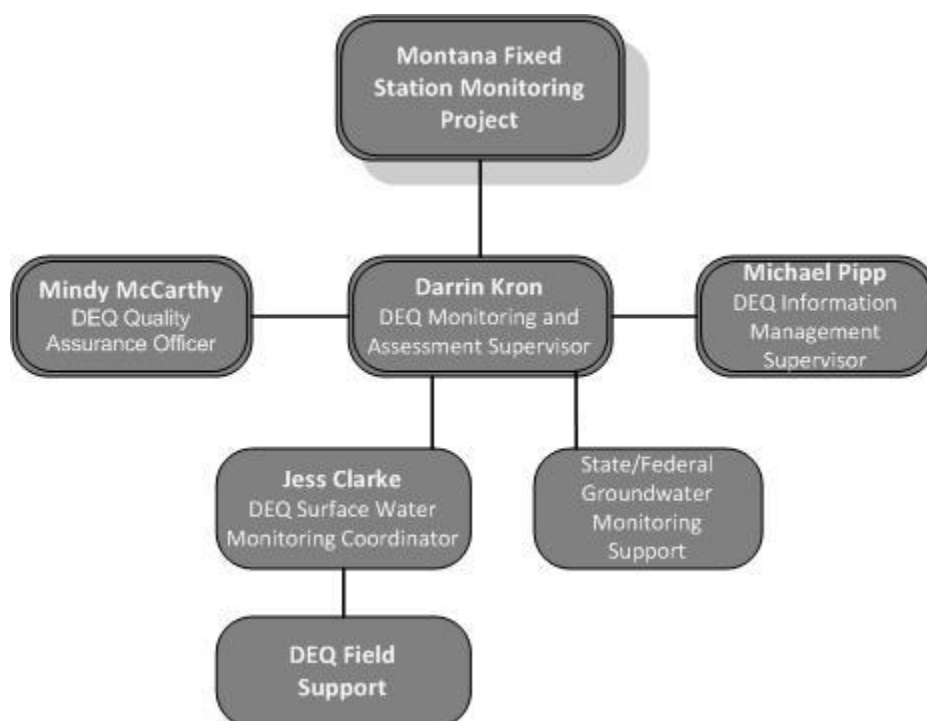 Montana Fixed
Station Monitoring
Project
Mindy McCarthy
DEQ Quality
Assurance Officer
Darrin Kron
DEQ Monitoring and
Assessment Supervisor
Michael Pipp
DEQ Information
Management
Supervisor
Jess Clarke
DEQ Surface Water
Monitoring Coordinator
State/Federal
Groundwater
Monitoring
Support
DEQ Field
Support